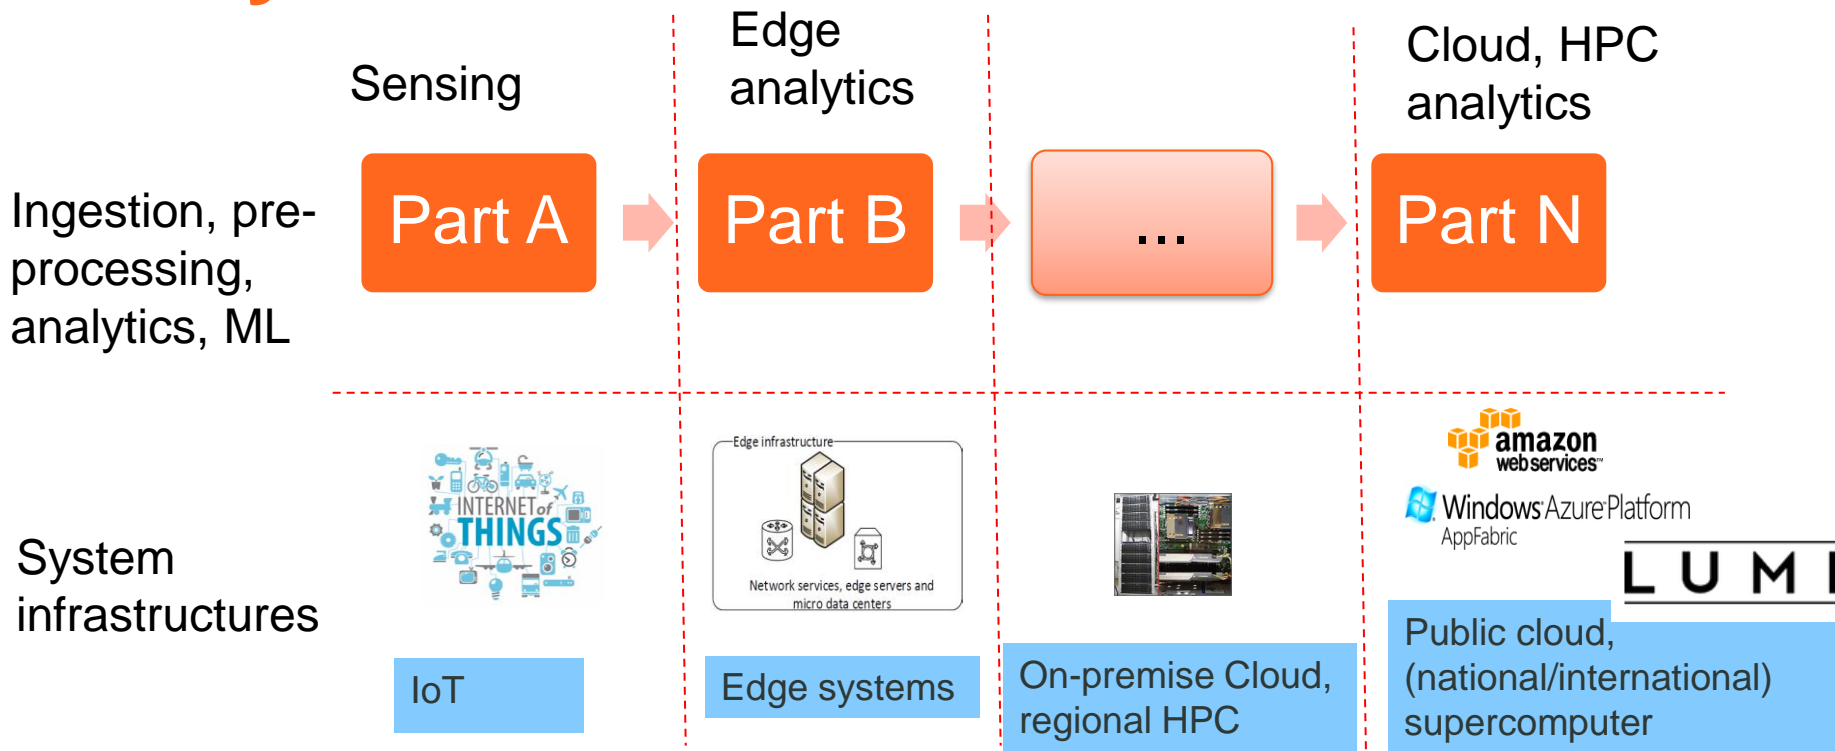 Sensing
Edge
analytics
Cloud, HPC
analytics
Ingestion, pre-
processing,
analytics, ML
Part A
Part B
...
Part N
System
infrastructures
INTERNET of
THINGS
Edge infrastructure
Network services, edge servers and
micro data centers
amazon
webservices™
Windows Azure Platform
AppFabric
LUMI
IoT
Edge systems
On-premise Cloud,
regional HPC
Public cloud,
(national/international)
supercomputer